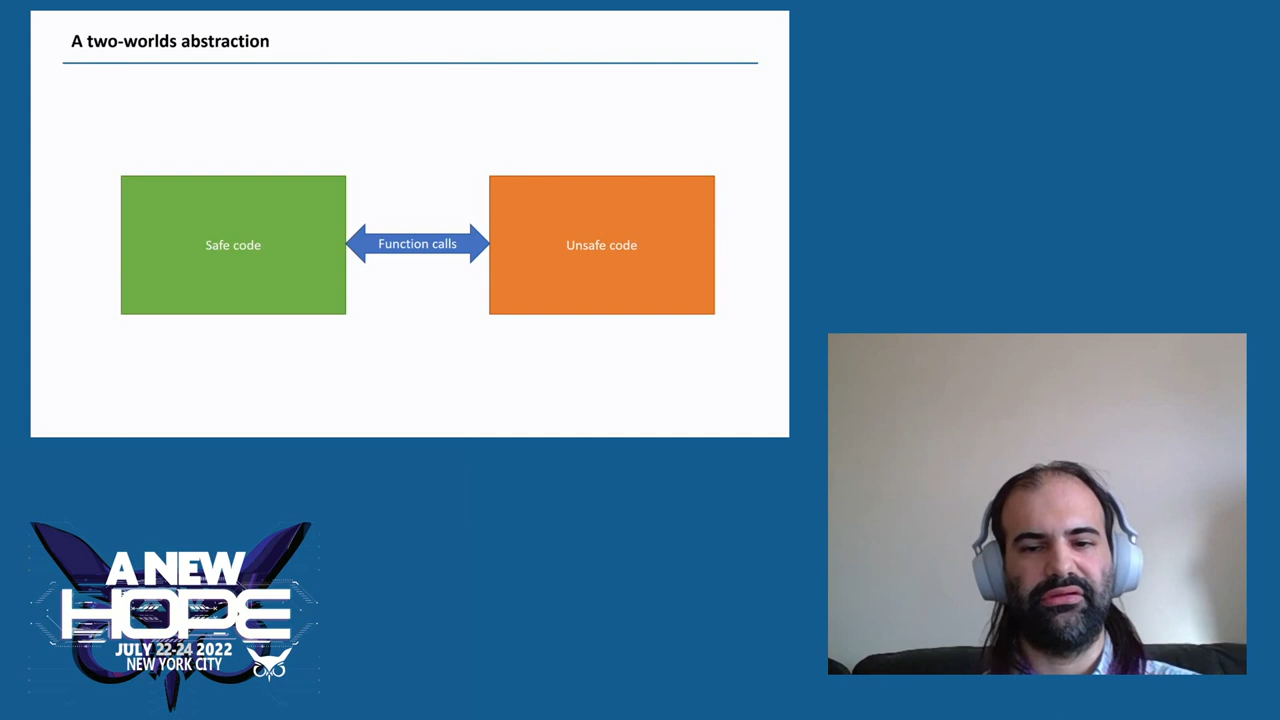 A two-worlds abstraction
Safe code
Function calls
Unsafe code
A NEW
HOPE
JULY 22-24 2022
NEW YORK CITY